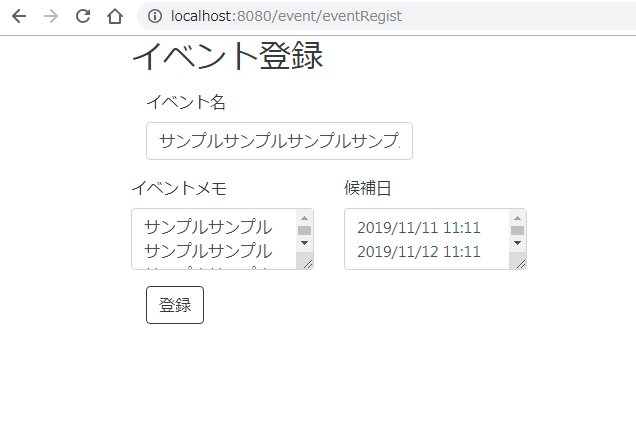 localhost:8080/event/eventRegist
イベント登録
イベント名
サンプルサンプルサンプルサンプ
イベントメモ
候補日
サンプルサンプル
サンプルサンプル
2019/11/11 11:11
2019/11/12 11:11
登録